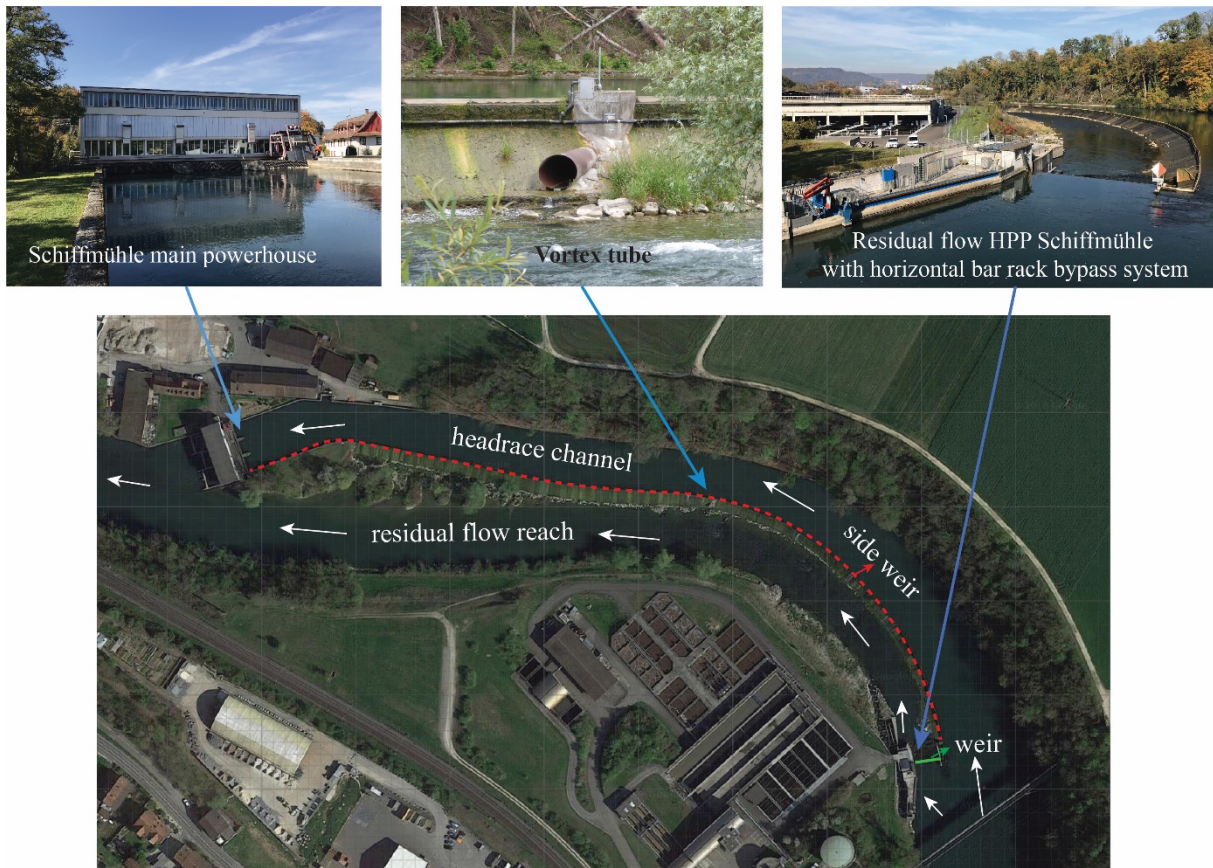 Schiffmühle main powerhouse
Vortex tube
Residual flow HPP Schiffmühle
with horizontal bar rack bypass system
headrace channel
residual flow reach
side weir
weir